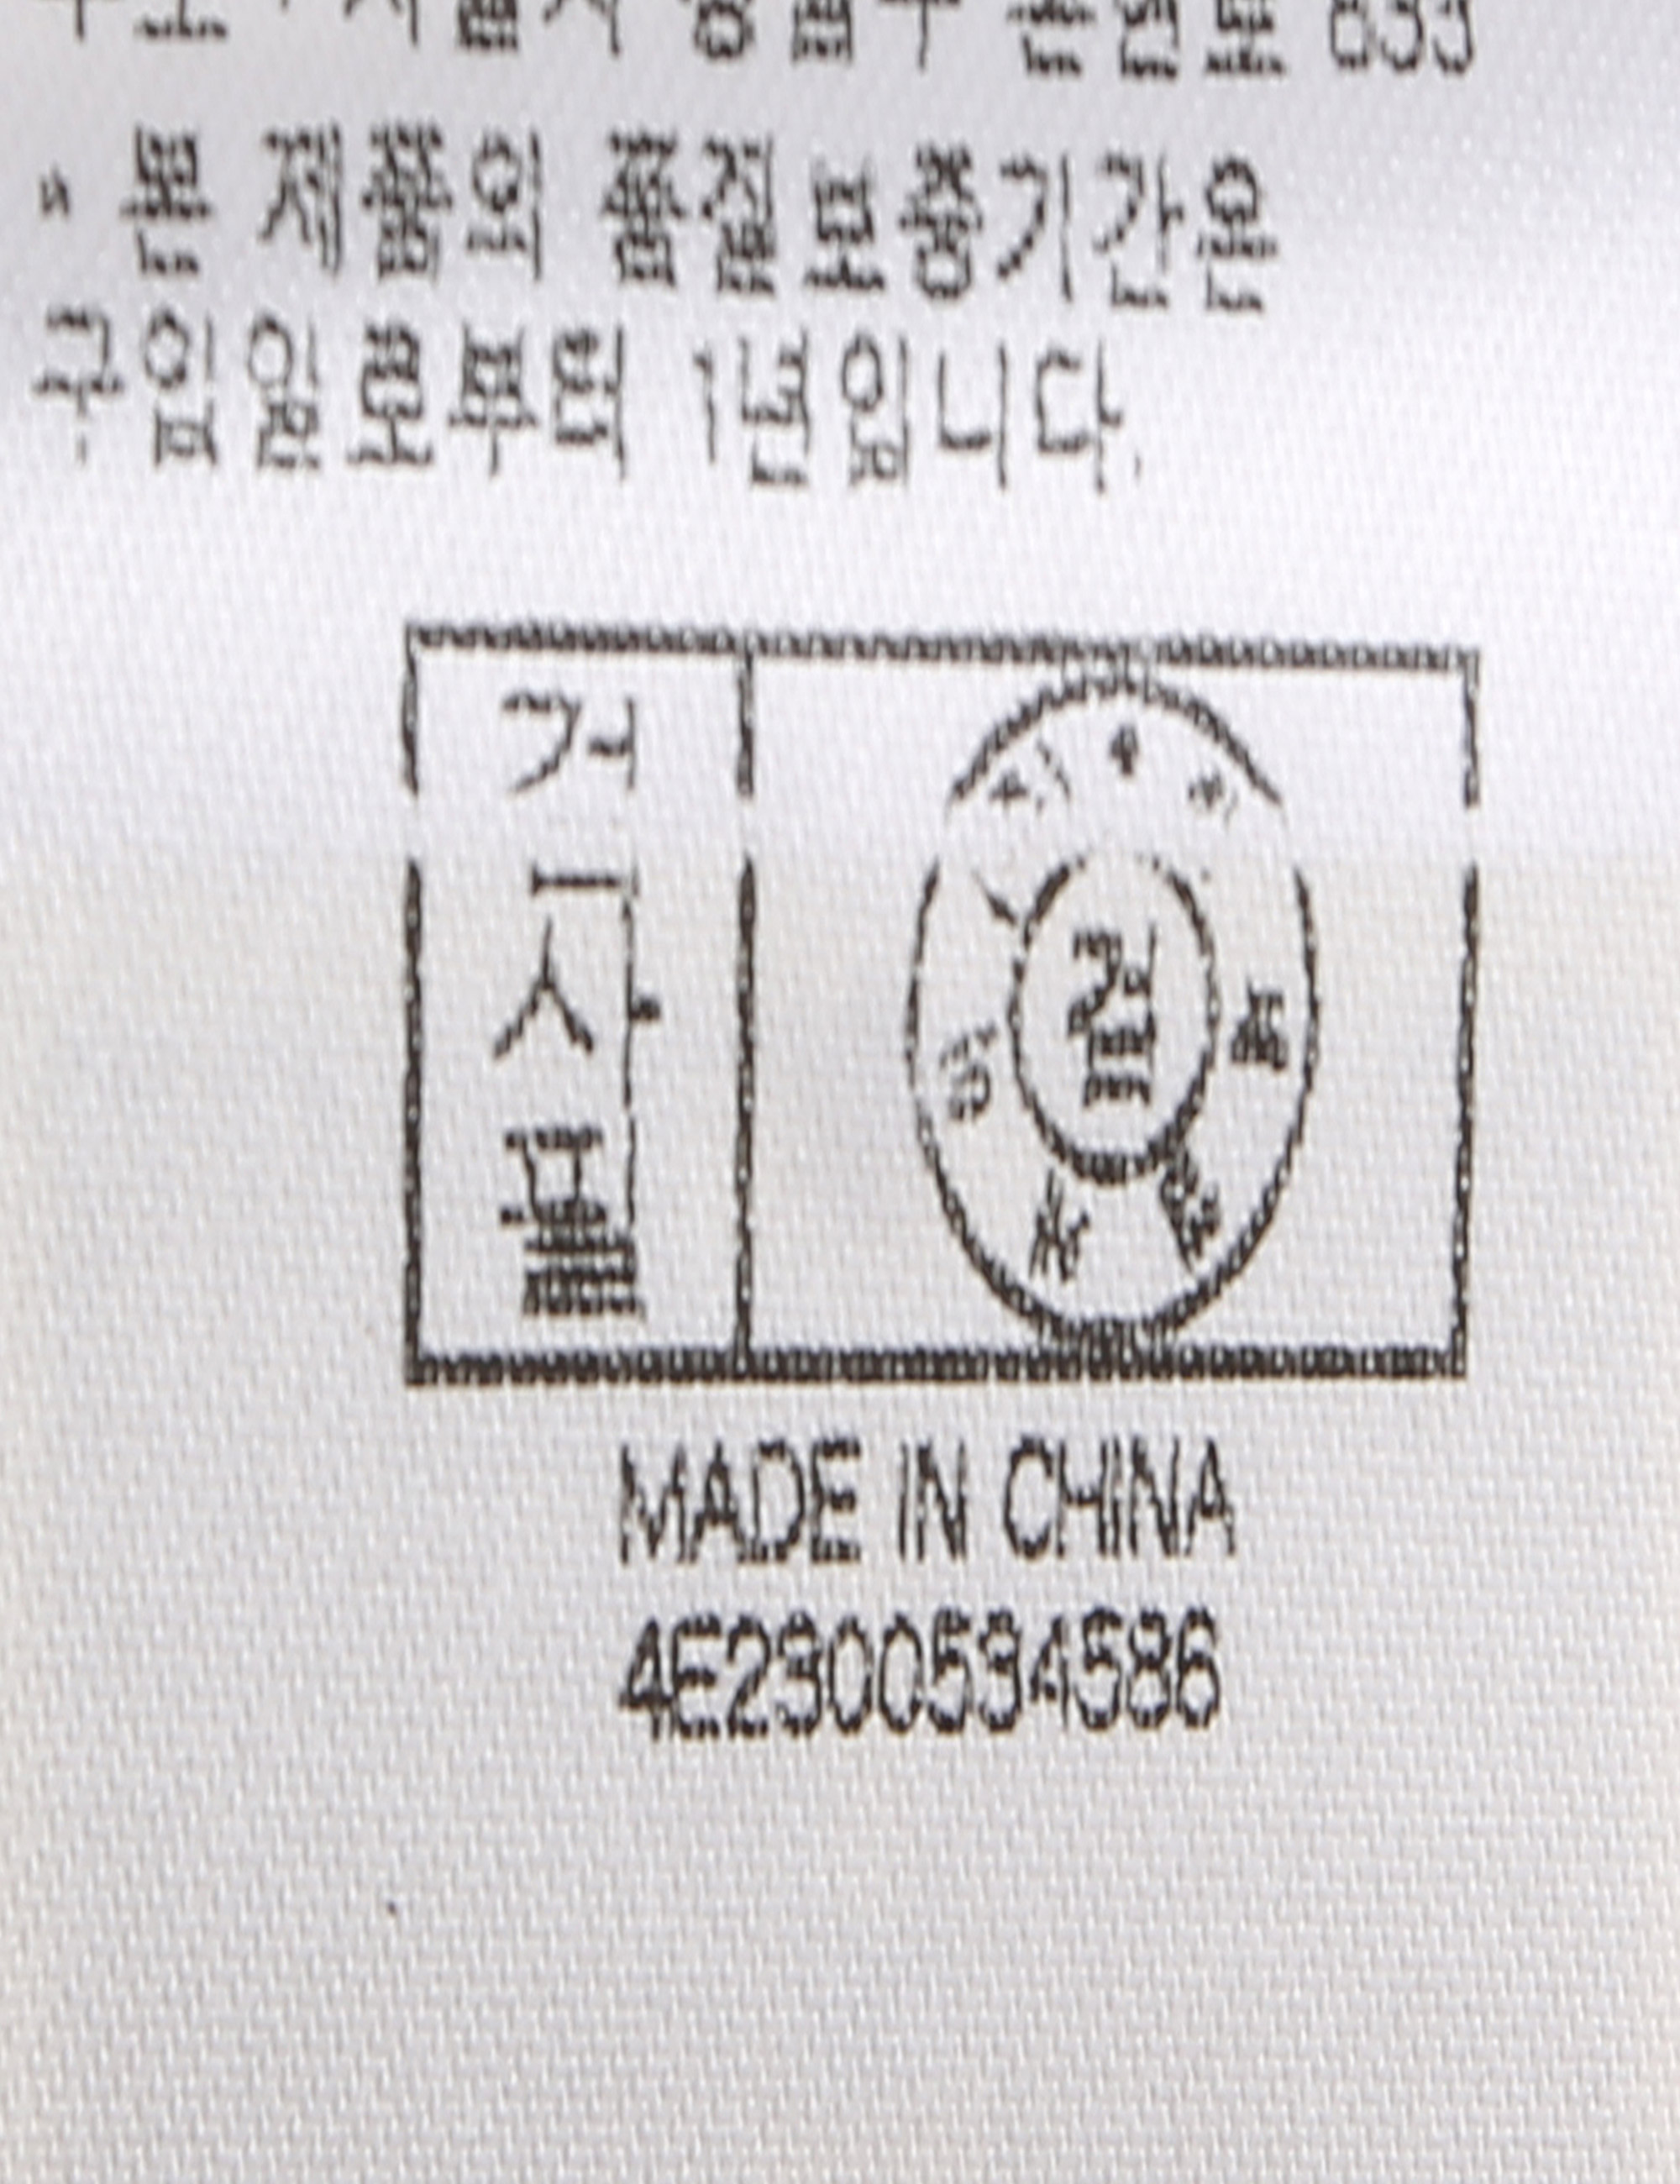 본 제품의 품질보증기간은
구입일로부터 1년입니다.
검사필
검
MADE IN CHINA
4E2300534586